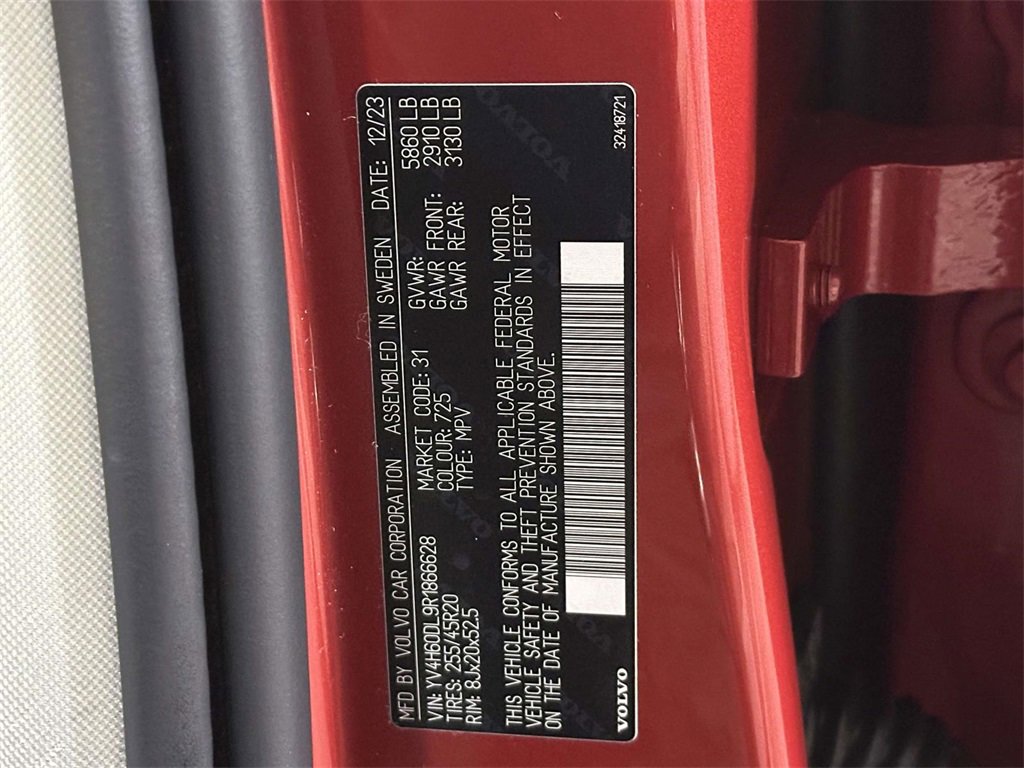 MFD BY VOLVO CAR CORPORATION ASSEMBLED IN SWEDEN DATE: 12/23
VIN: YV4H60DL9R1866628 MARKET CODE: 31 GVWR: 5860 LB
TIRES: 255/45R20 COLOUR: 725 GAWR FRONT: 2910 LB
RIM: 8Jx20x52.5 TYPE: MPV GAWR REAR: 3130 LB
THIS VEHICLE CONFORMS TO ALL APPLICABLE FEDERAL MOTOR
VEHICLE SAFETY AND THEFT PREVENTION STANDARDS IN EFFECT
ON THE DATE OF MANUFACTURE SHOWN ABOVE.
VOLVO 32418721